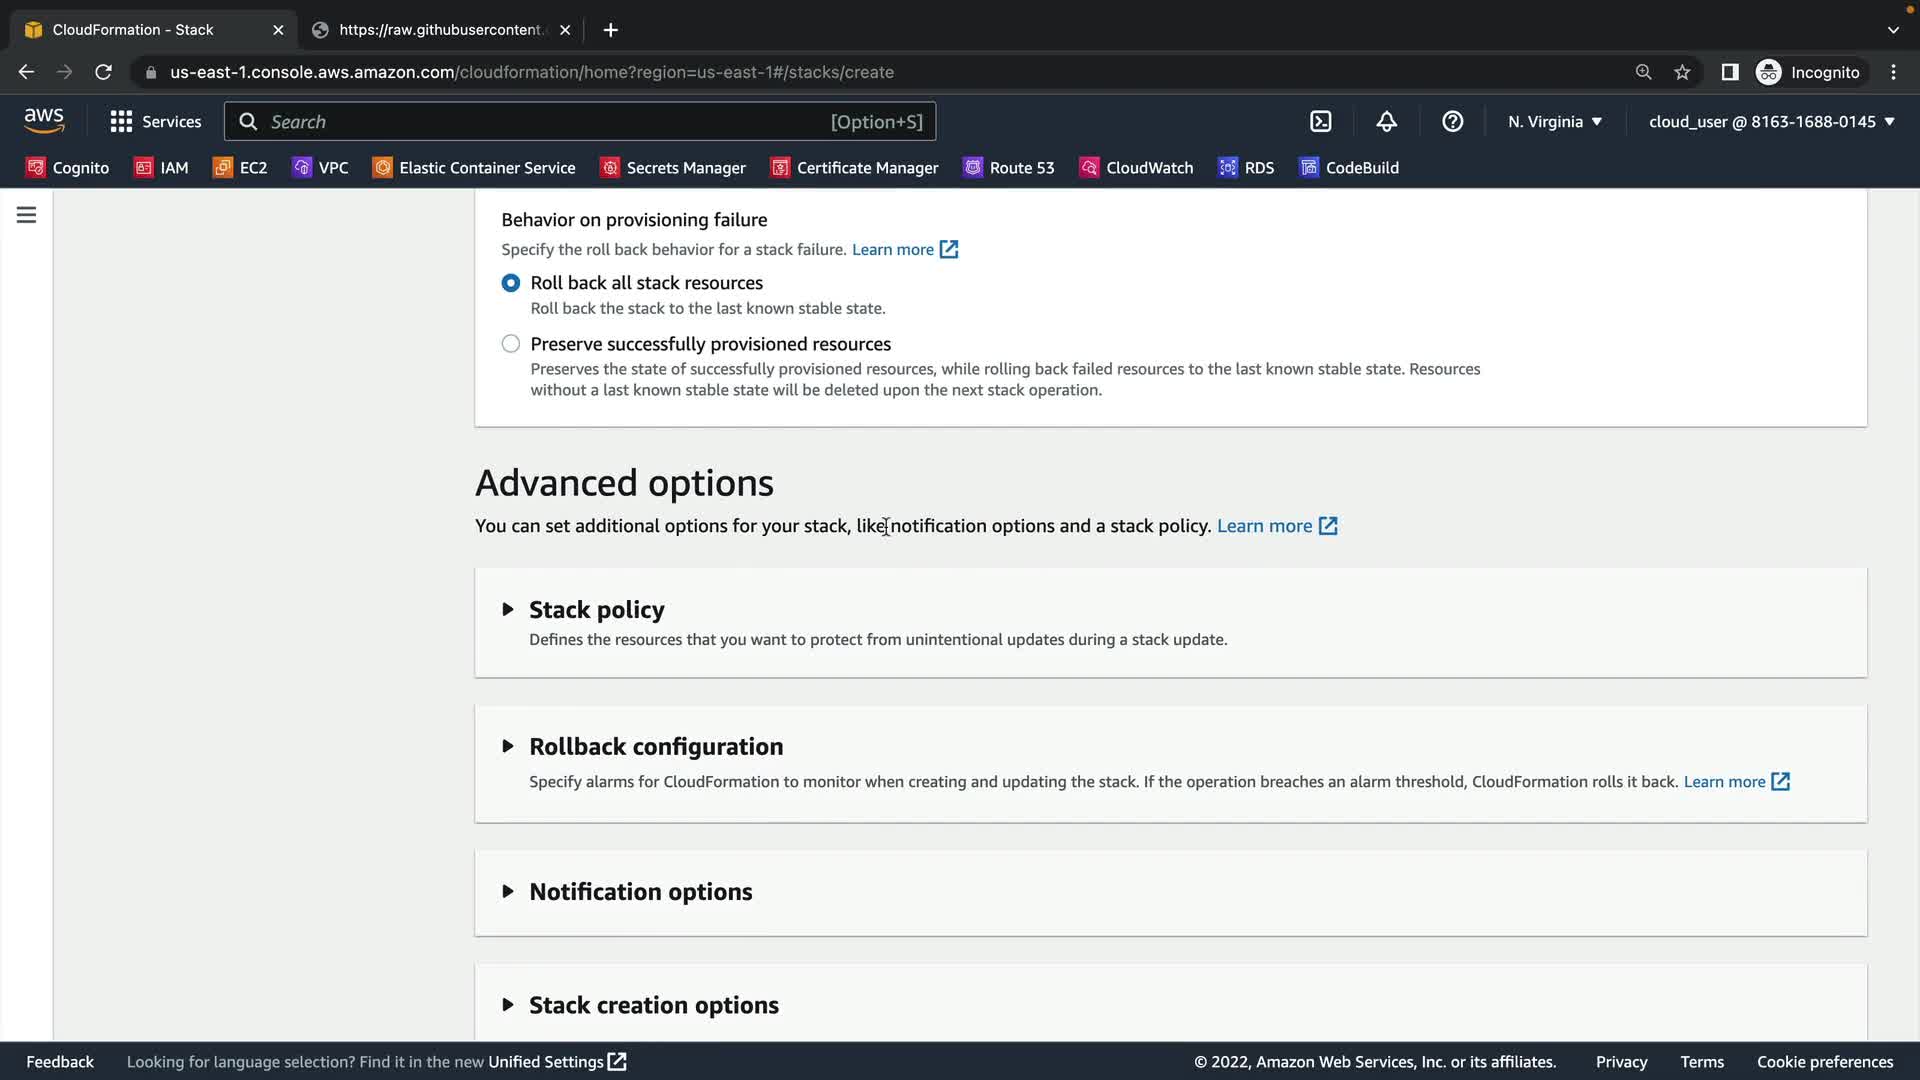 CloudFormation - Stack
https://raw.githubusercontent.
us-east-1.console.aws.amazon.com/cloudformation/home?region=us-east-1#/stacks/create
Incognito
aws
Services
Search
[Option+S]
N. Virginia
cloud_user @ 8163-1688-0145
Cognito
IAM
EC2
VPC
Elastic Container Service
Secrets Manager
Certificate Manager
Route 53
CloudWatch
RDS
CodeBuild
Behavior on provisioning failure
Specify the roll back behavior for a stack failure. Learn more
Roll back all stack resources
Roll back the stack to the last known stable state.
Preserve successfully provisioned resources
Preserves the state of successfully provisioned resources, while rolling back failed resources to the last known stable state. Resources
without a last known stable state will be deleted upon the next stack operation.
Advanced options
You can set additional options for your stack, like notification options and a stack policy. Learn more
Stack policy
Defines the resources that you want to protect from unintentional updates during a stack update.
Rollback configuration
Specify alarms for CloudFormation to monitor when creating and updating the stack. If the operation breaches an alarm threshold, CloudFormation rolls it back. Learn more
Notification options
Stack creation options
Feedback
Looking for language selection? Find it in the new Unified Settings
© 2022, Amazon Web Services, Inc. or its affiliates.
Privacy
Terms
Cookie preferences